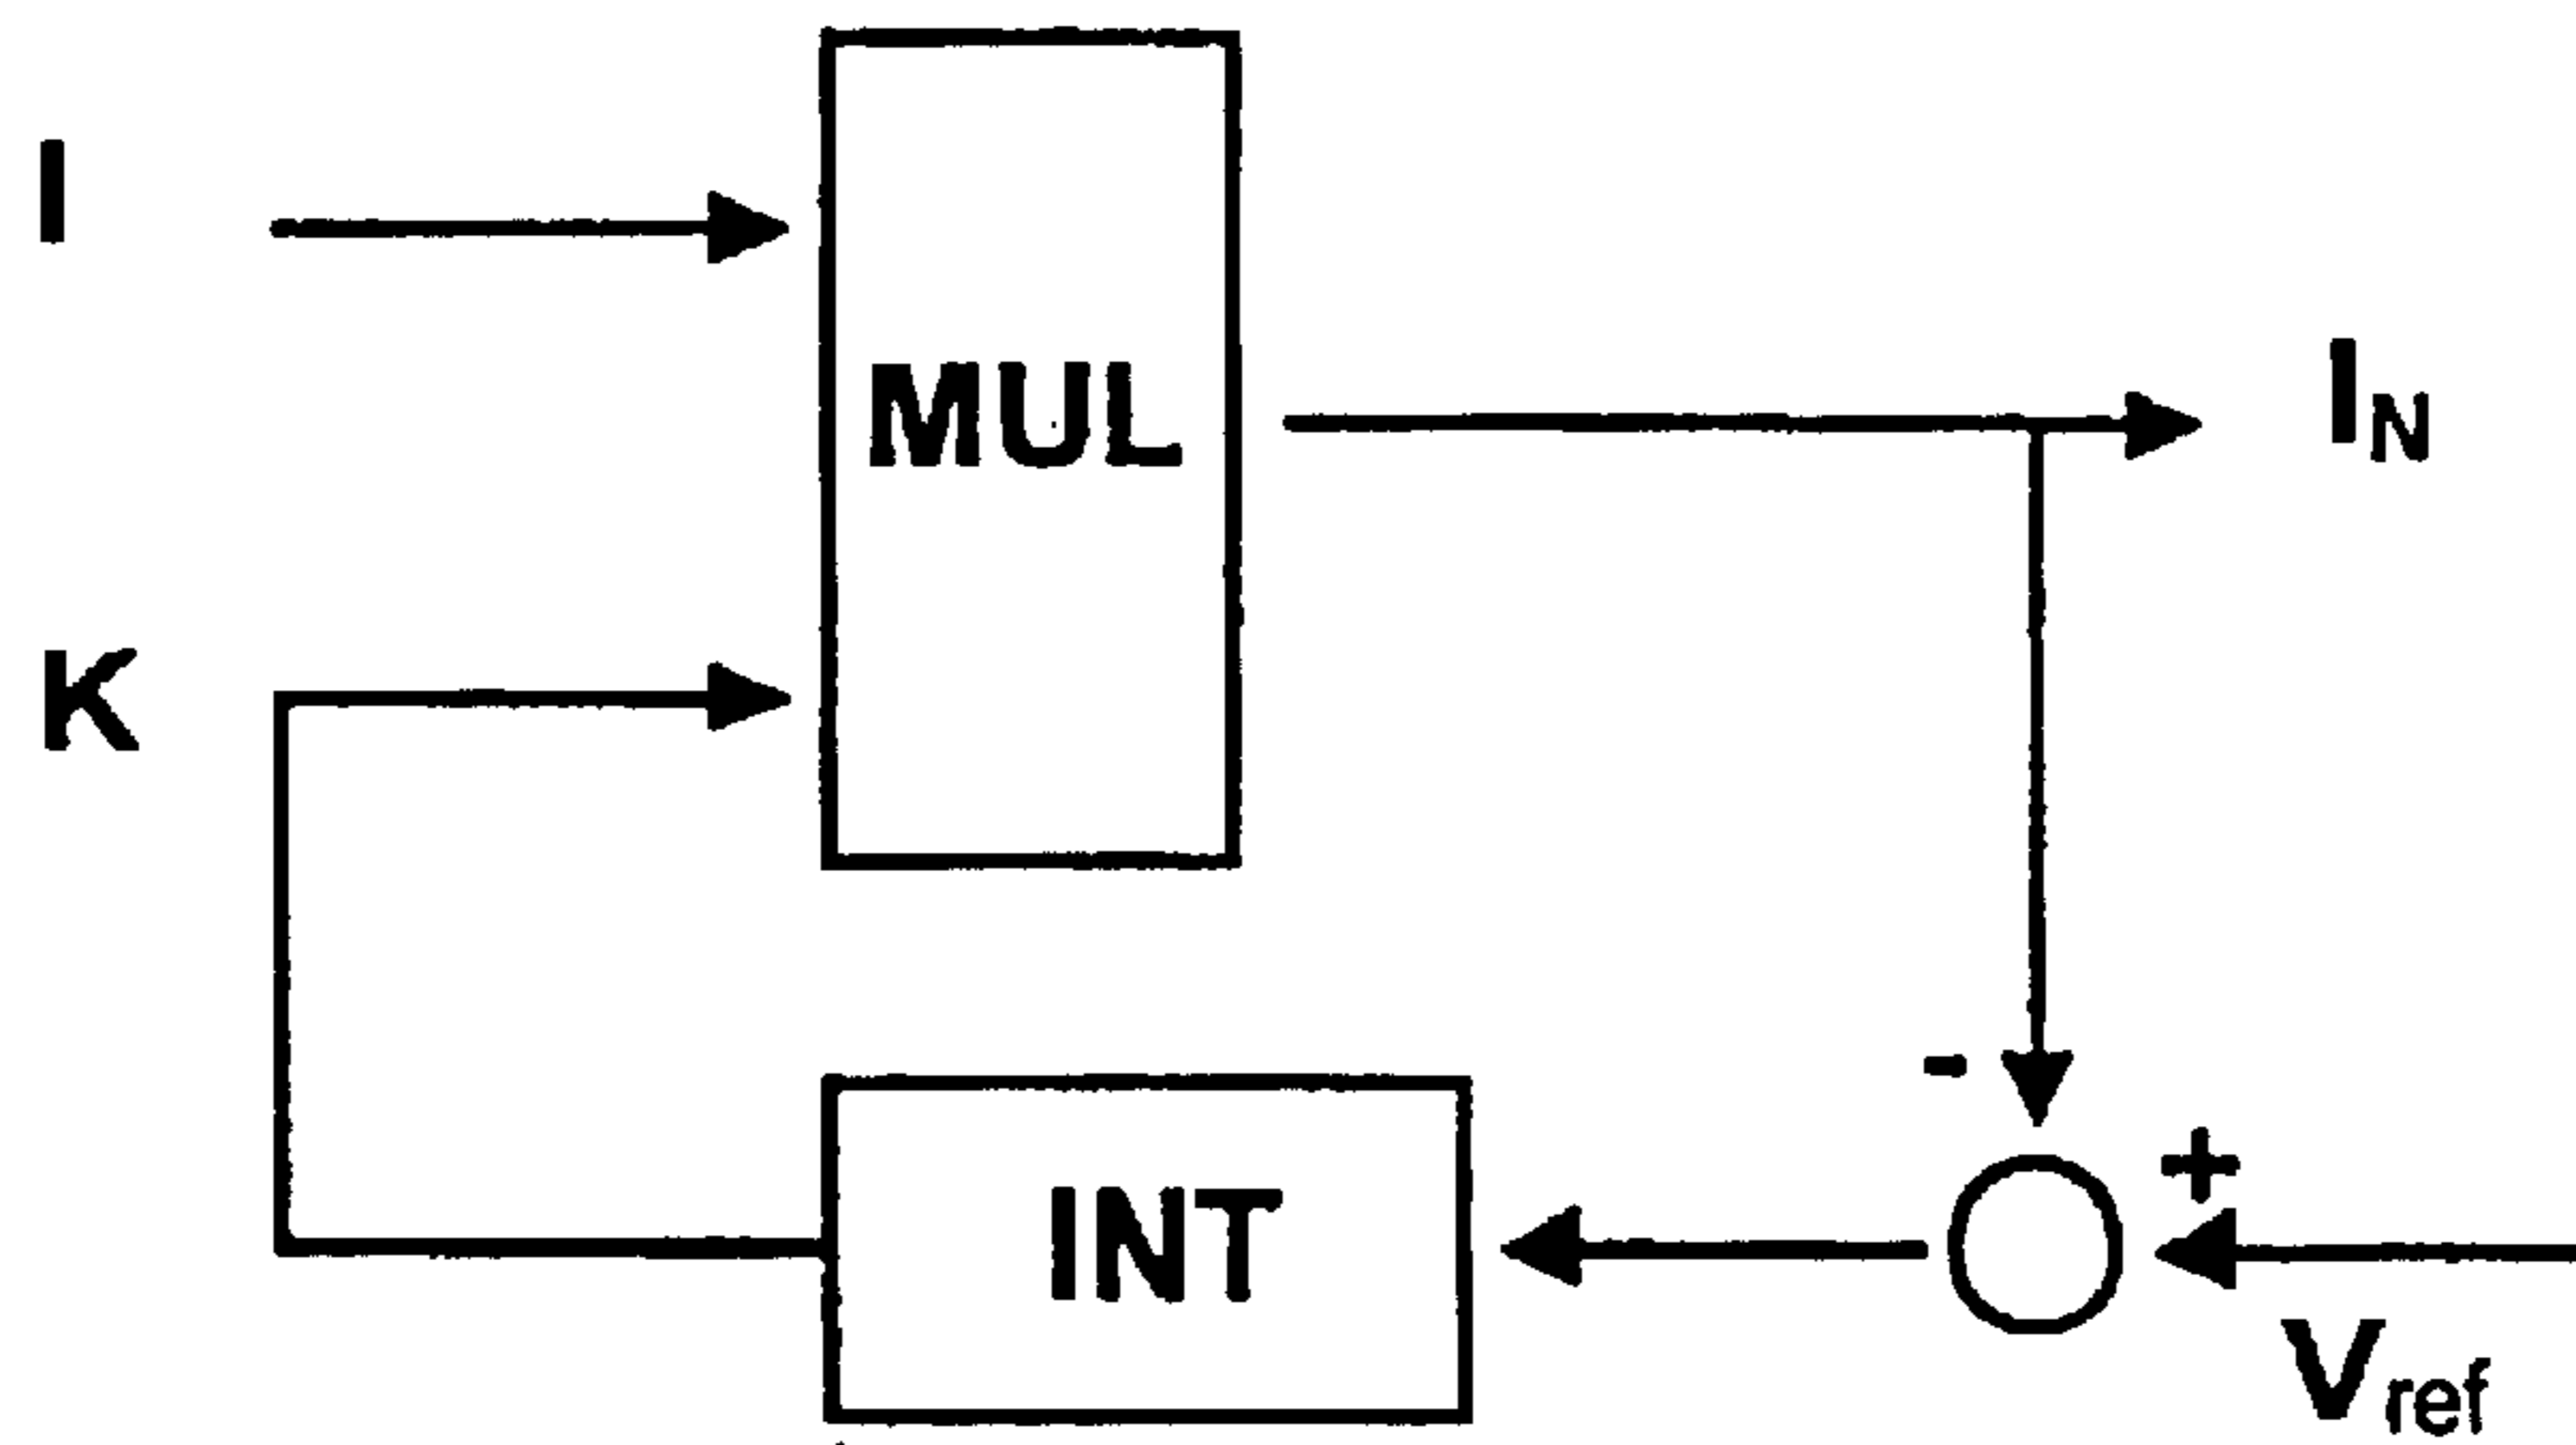 I
MUL
I_N
K
-
+
INT
V_ref